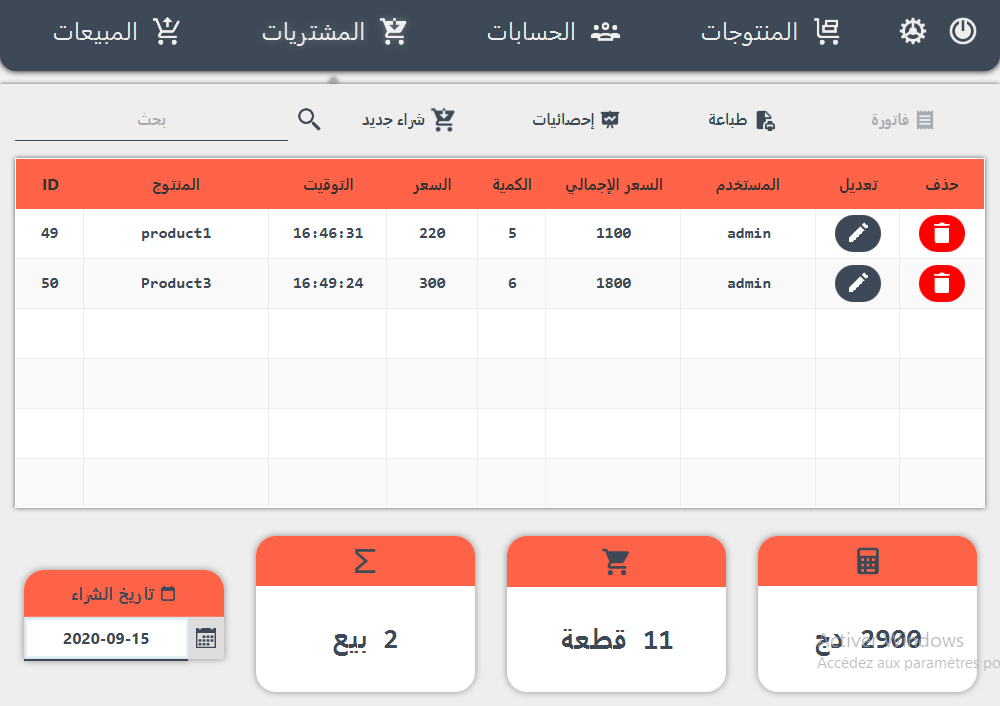 المنتوجات الحسابات المشتريات المبيعات
فاتورة طباعة إحصائيات شراء جديد بحث
حذف تعديل المستخدم السعر الإجمالي الكمية السعر التوقيت المنتوج ID
49 product1 16:46:31 220 5 1100 admin
50 Product3 16:49:24 300 6 1800 admin
تاريخ الشراء
2020-09-15
2 بيع
11 قطعة
2900 دج
Activer Windows
Accédez aux paramètres po